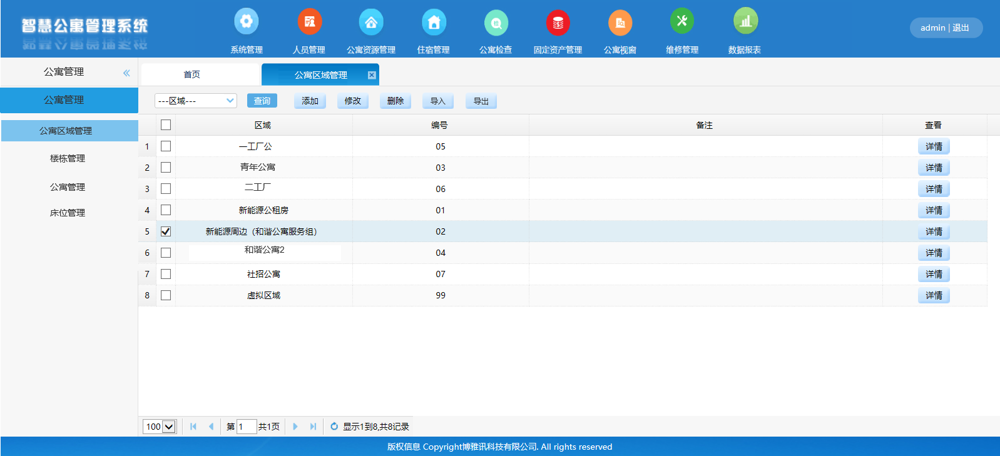 智慧公寓管理系统
系统管理 人员管理 公寓资源管理 住宿管理 公寓检查 固定资产管理 公寓视窗 维修管理 数据报表
admin | 退出
公寓管理 «
首页 公寓区域管理
公寓管理
公寓区域管理
楼栋管理
公寓管理
床位管理
---区域--- 查询 添加 修改 删除 导入 导出
区域 编号 备注 查看
1 一工厂公 05 详情
2 青年公寓 03 详情
3 二工厂 06 详情
4 新能源公租房 01 详情
5 新能源周边（和谐公寓服务组） 02 详情
6 和谐公寓2 04 详情
7 社招公寓 07 详情
8 虚拟区域 99 详情
100 第 1 共1页 显示1到8,共8记录
版权信息 Copyright博雅讯科技有限公司. All rights reserved